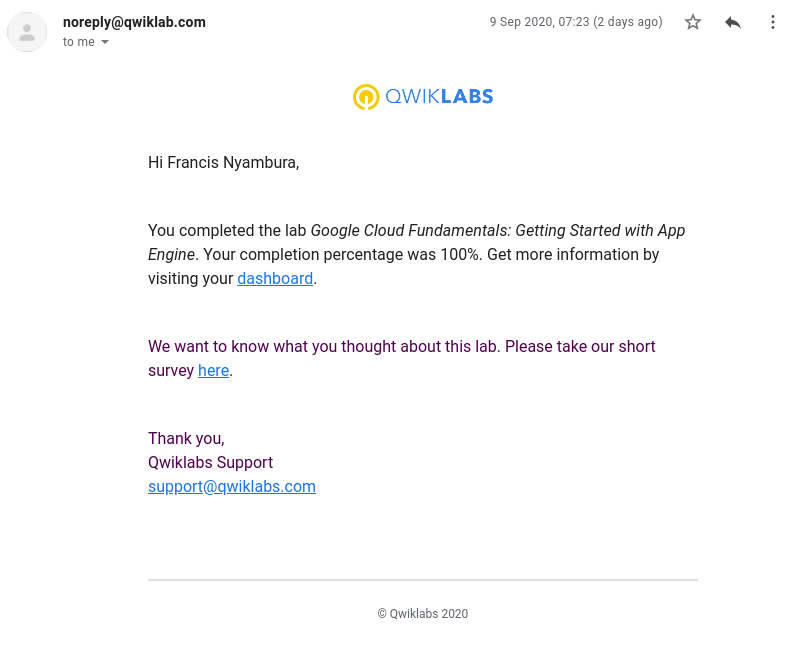 noreply@qwiklab.com
9 Sep 2020, 07:23 (2 days ago)
to me
QWIKLABS
Hi Francis Nyambura,
You completed the lab Google Cloud Fundamentals: Getting Started with App
Engine. Your completion percentage was 100%. Get more information by
visiting your dashboard.
We want to know what you thought about this lab. Please take our short
survey here.
Thank you,
Qwiklabs Support
support@qwiklabs.com
© Qwiklabs 2020